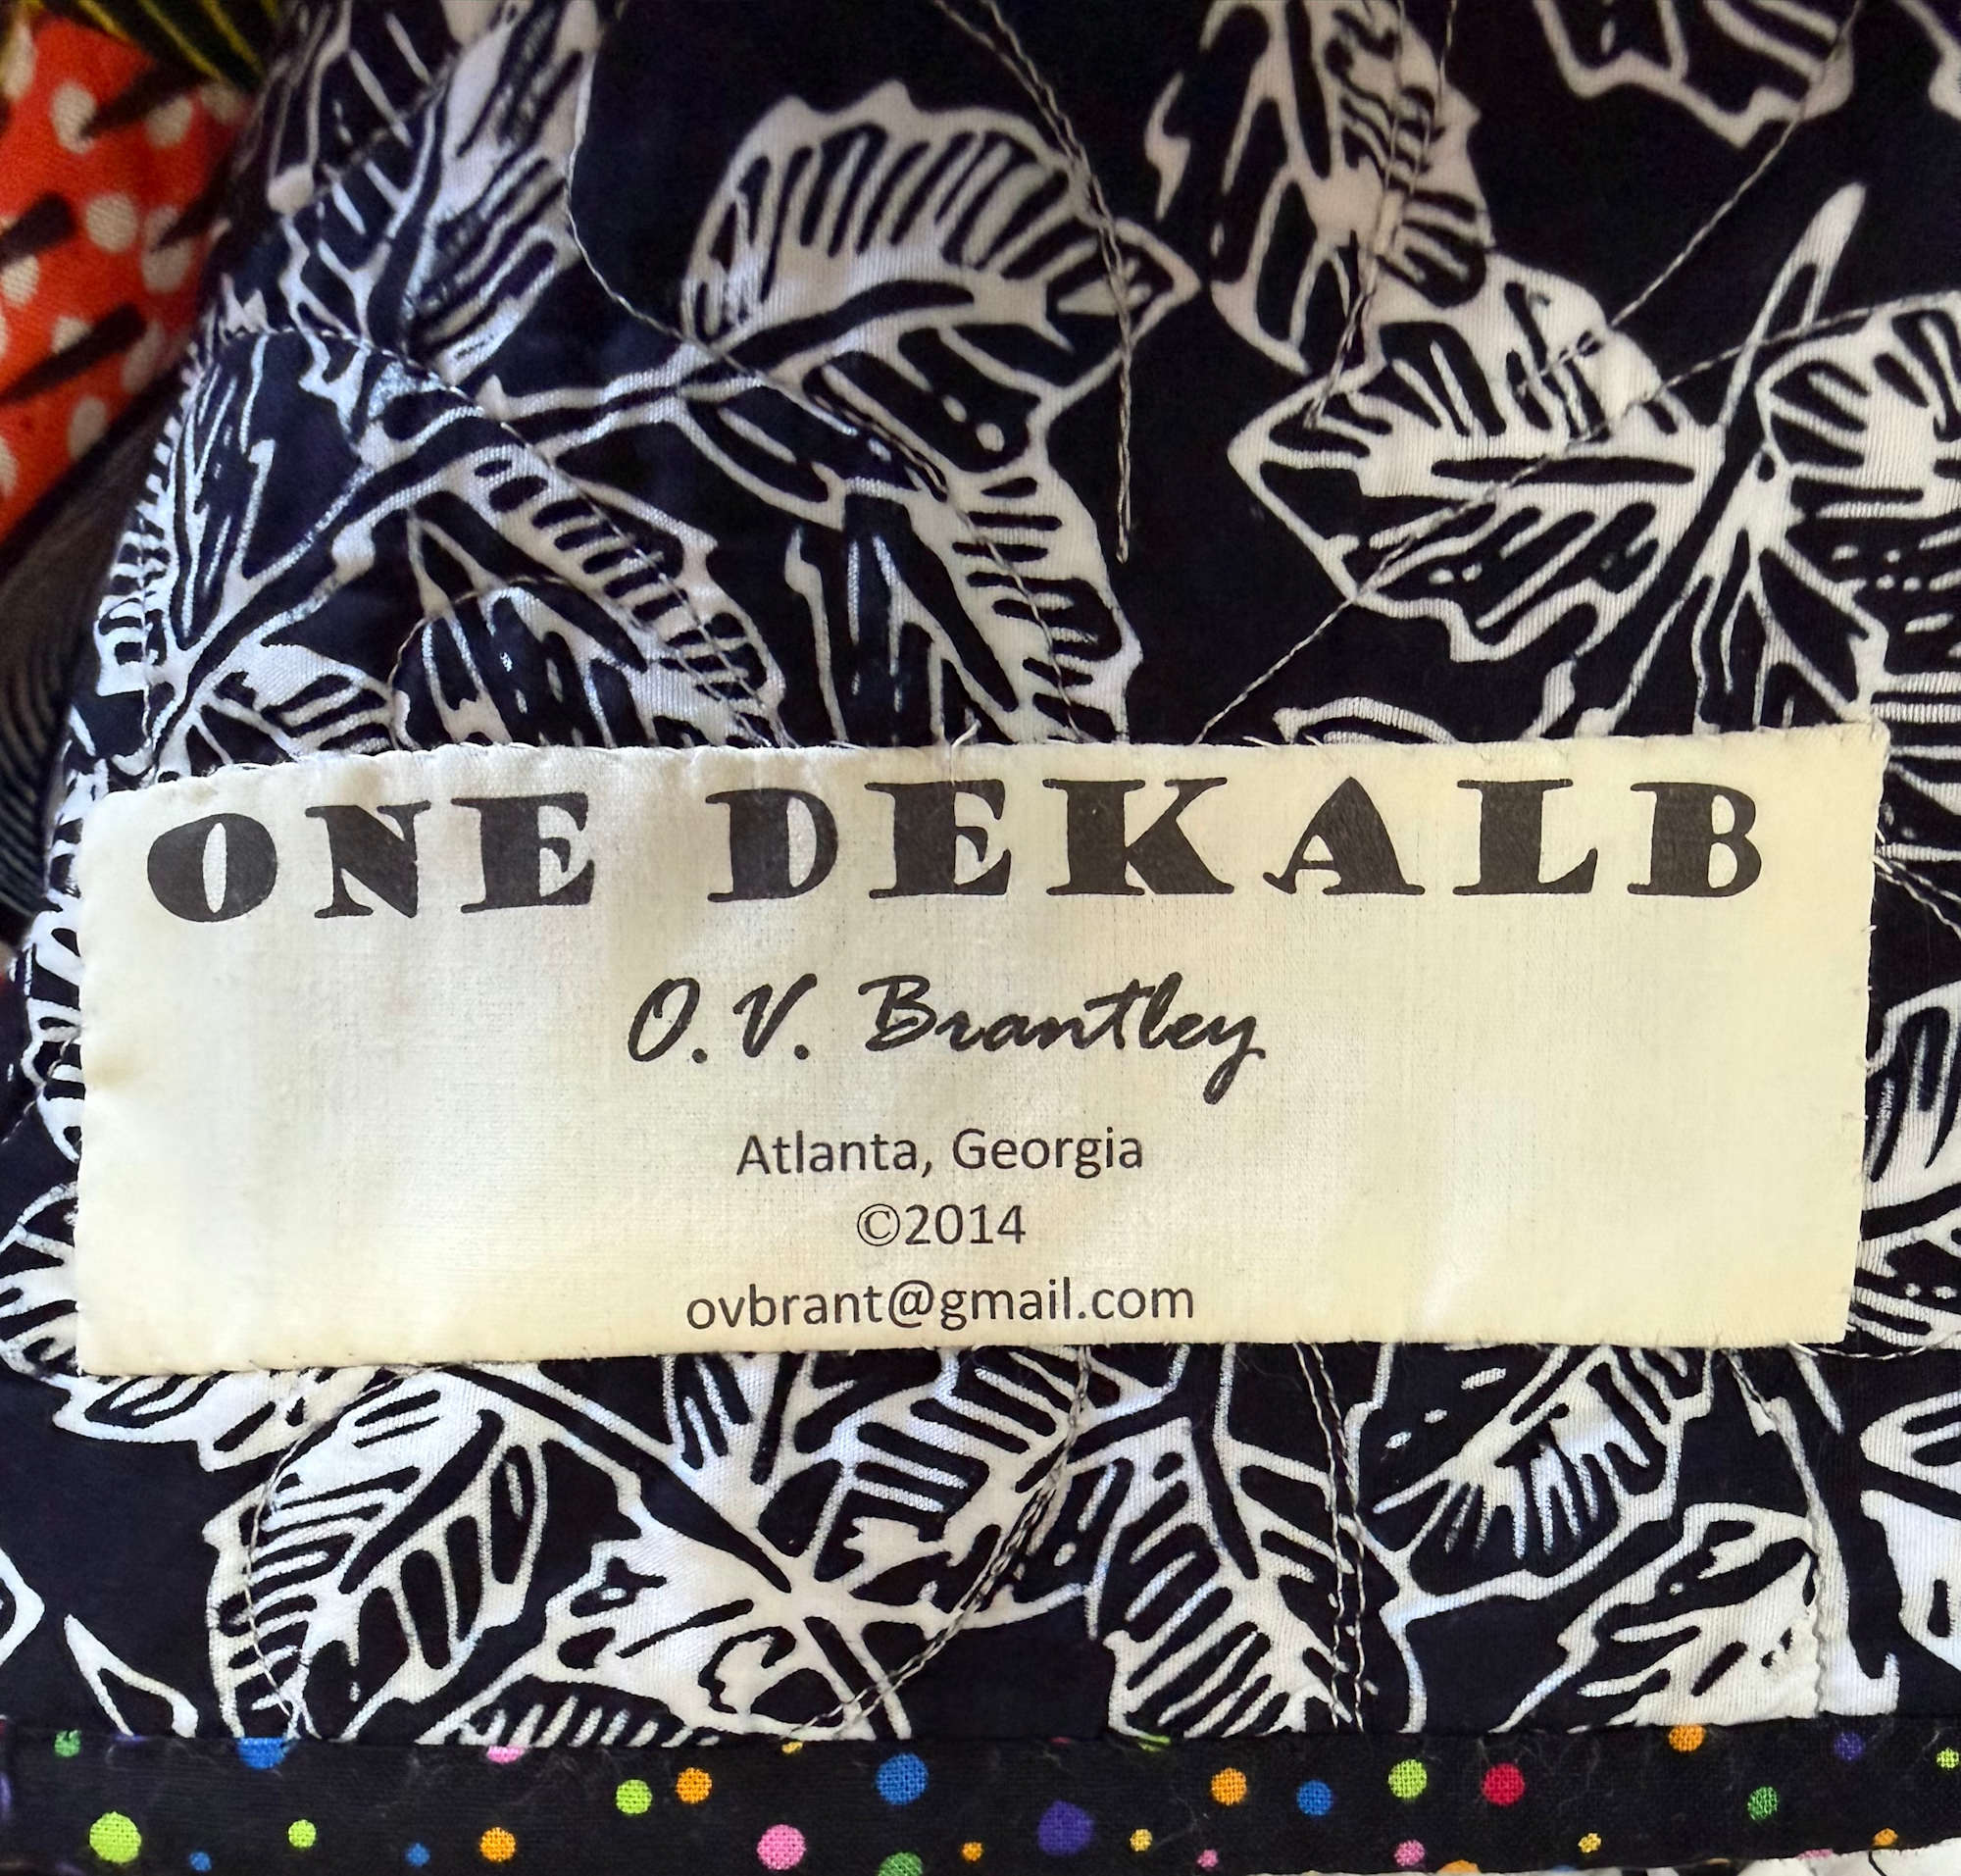 ONE DEKALB
O.V. Brantley
Atlanta, Georgia
©2014
ovbrant@gmail.com